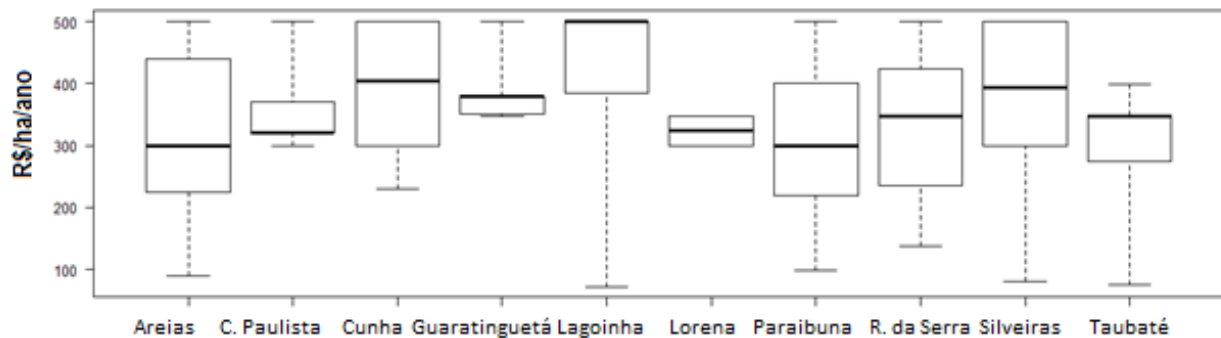 R$/ha/ano
500
400
300
200
100
Areias C. Paulista Cunha Guaratinguetá Lagoinha Lorena Paraibuna R. da Serra Silveiras Taubaté